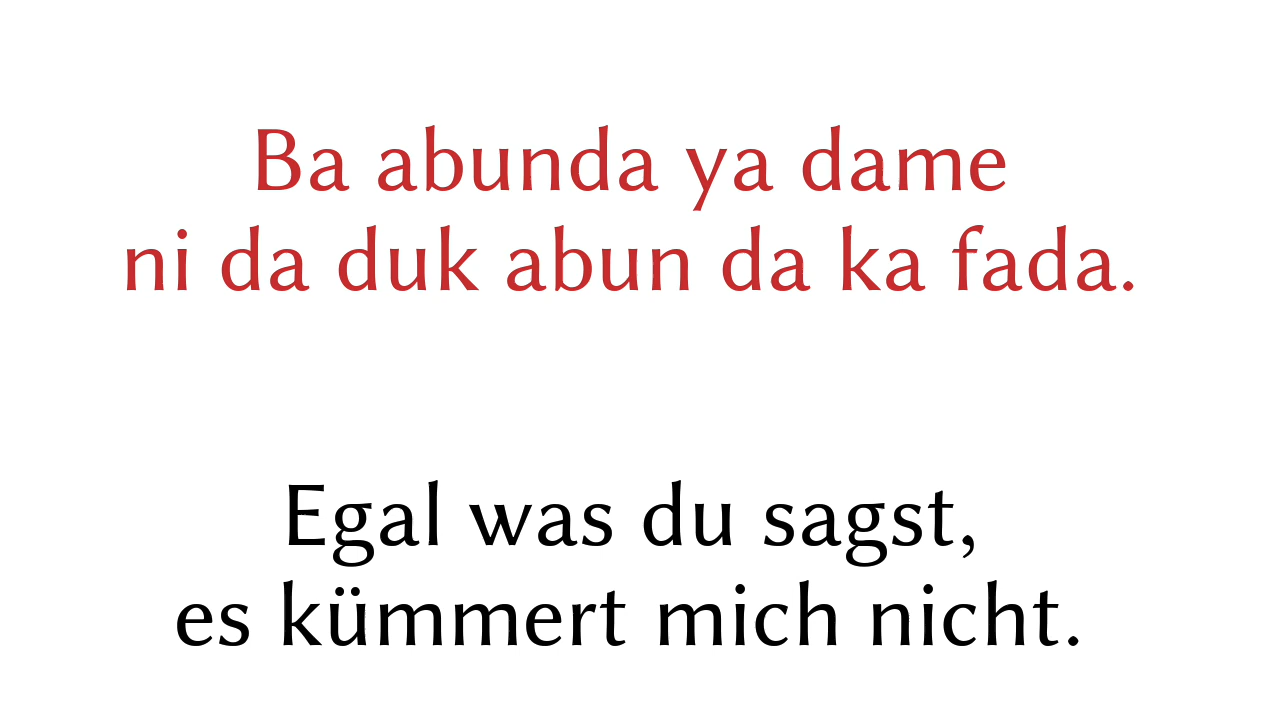 Ba abunda ya dame
ni da duk abun da ka fada.
Egal was du sagst,
es kümmert mich nicht.